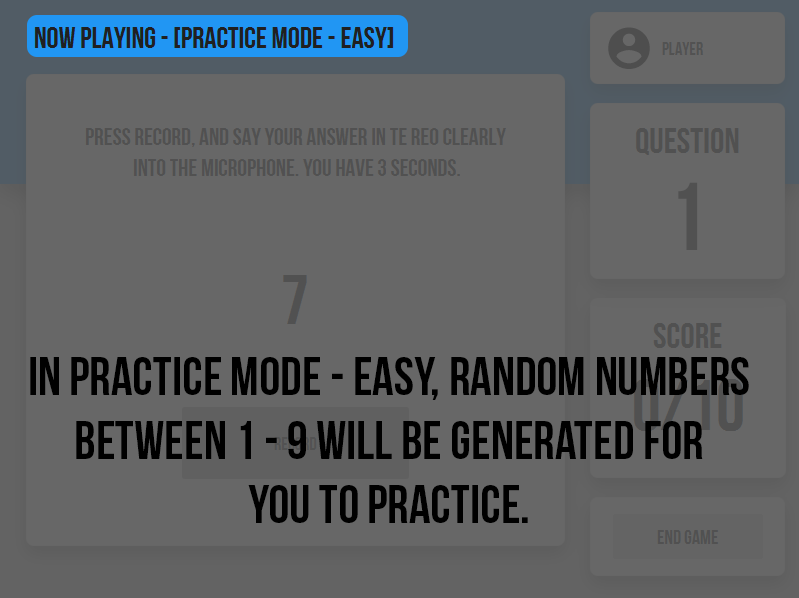 NOW PLAYING - [PRACTICE MODE - EASY]
PLAYER
PRESS RECORD, AND SAY YOUR ANSWER IN TE REO CLEARLY
INTO THE MICROPHONE. YOU HAVE 3 SECONDS.
QUESTION
1
7
SCORE
0/10
IN PRACTICE MODE - EASY, RANDOM NUMBERS
BETWEEN 1 - 9 WILL BE GENERATED FOR
YOU TO PRACTICE.
END GAME